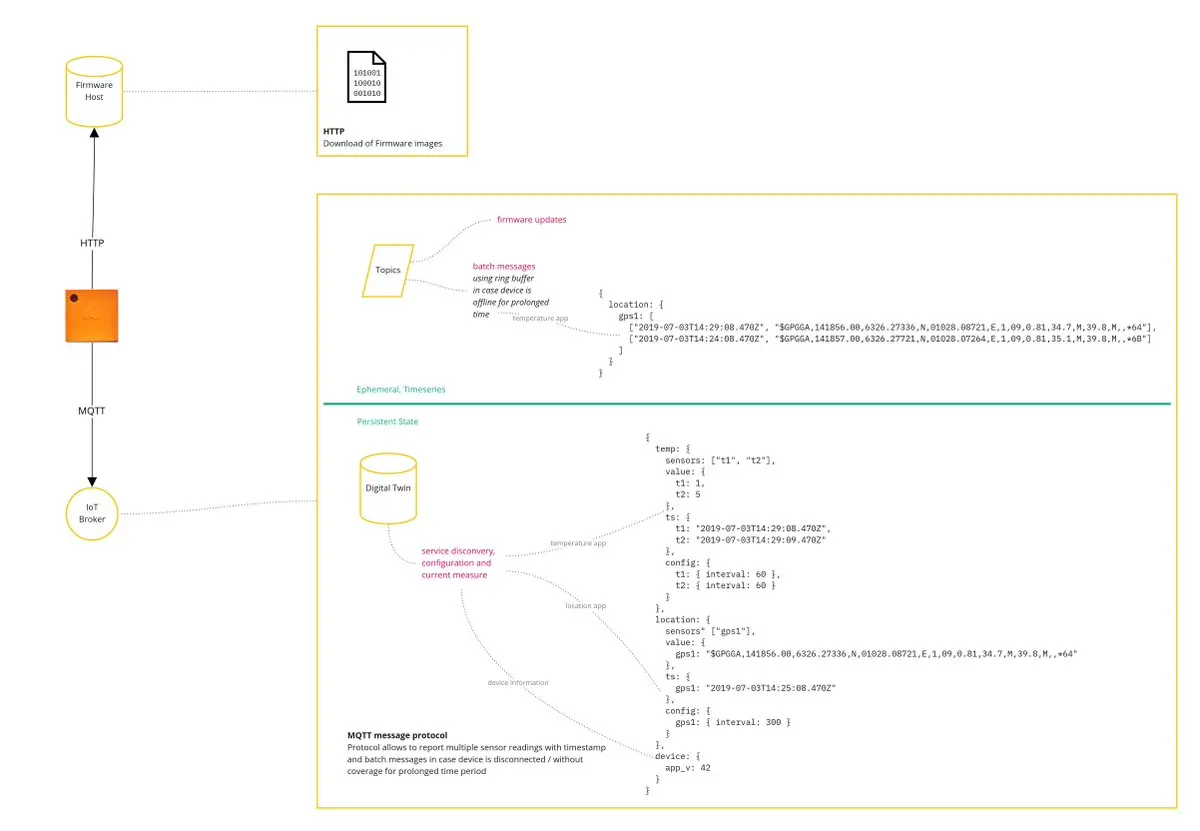 Firmware
Host
101001
100010
001010
HTTP
Download of Firmware images
HTTP
MQTT
IoT
Broker
Topics
firmware updates
batch messages
using ring buffer
in case device is
offline for prolonged
time
temperature app
{
location: {
gps1: [
["2019-07-03T14:29:08.470Z", "$GPGGA,141856.00,6326.27336,N,01028.08721,E,1,09,0.81,34.7,M,39.8,M,,*64"],
["2019-07-03T14:24:08.470Z", "$GPGGA,141857.00,6326.27721,N,01028.07264,E,1,09,0.81,35.1,M,39.8,M,,*6B"]
]
}
}
Ephemeral, Timeseries
Persistent State
Digital Twin
service disconvery,
configuration and
current measure
temperature app
location app
device information
{
temp: {
sensors: ["t1", "t2"],
value: {
t1: 1,
t2: 5
},
ts: {
t1: "2019-07-03T14:29:08.470Z",
t2: "2019-07-03T14:29:09.470Z"
},
config: {
t1: { interval: 60 },
t2: { interval: 60 }
}
},
location: {
sensors" ["gps1"],
value: {
gps1: "$GPGGA,141856.00,6326.27336,N,01028.08721,E,1,09,0.81,34.7,M,39.8,M,,*64"
},
ts: {
gps1: "2019-07-03T14:25:08.470Z"
},
config: {
gps1: { interval: 300 }
}
},
device: {
app_v: 42
}
}
MQTT message protocol
Protocol allows to report multiple sensor readings with timestamp
and batch messages in case device is disconnected / without
coverage for prolonged time period